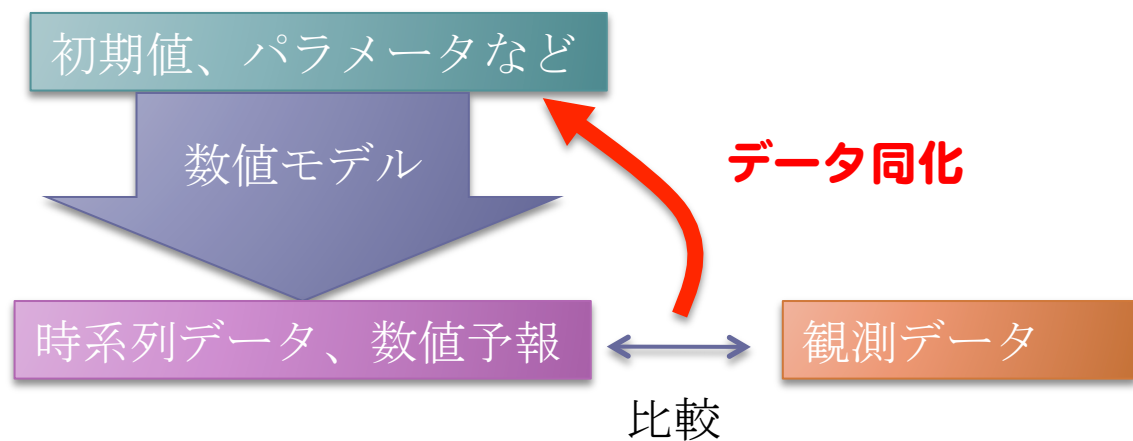 初期値、パラメータなど
数値モデル
データ同化
時系列データ、数値予報
観測データ
比較